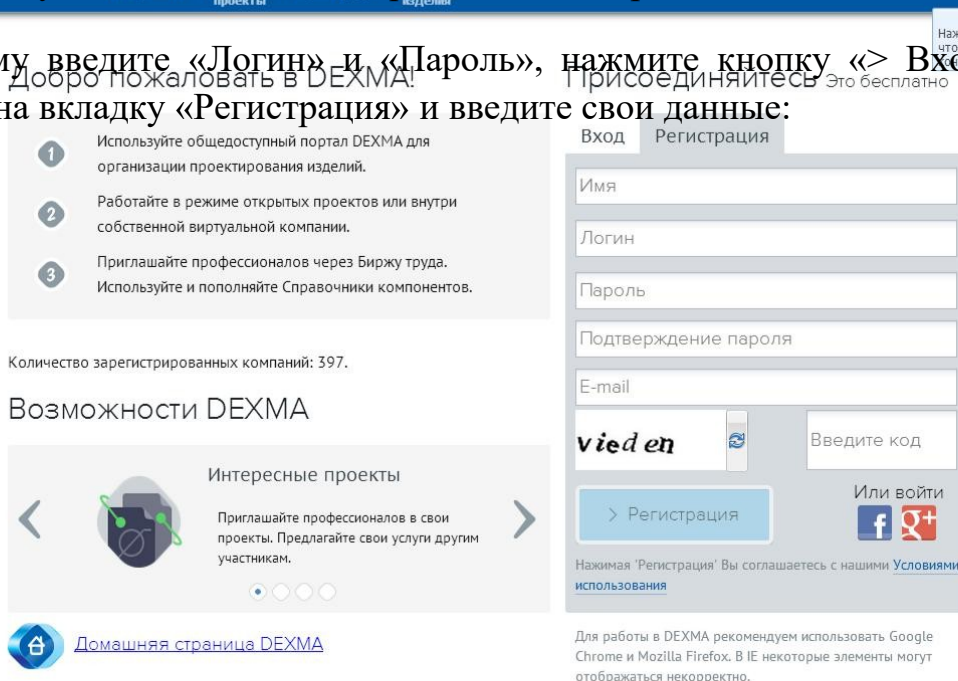 проекты
изделия
Наж
что
му введите «Логин» и «Пароль», нажмите кнопку «> Вхо
Добро пожаловать в DEXMA!
Присоединяйтесь Это бесплатно
на вкладку «Регистрация» и введите свои данные:
1 Используйте общедоступный портал DEXMA для
организации проектирования изделий.
2 Работайте в режиме открытых проектов или внутри
собственной виртуальной компании.
3 Приглашайте профессионалов через Биржу труда.
Используйте и пополняйте Справочники компонентов.
Количество зарегистрированных компаний: 397.
Возможности DEXMA
Интересные проекты
Приглашайте профессионалов в свои
проекты. Предлагайте свои услуги другим
участникам.
Домашняя страница DEXMA
Вход Регистрация
Имя
Логин
Пароль
Подтверждение пароля
E-mail
vieden
Введите код
> Регистрация
Или войти
f g+
Нажимая 'Регистрация' Вы соглашаетесь с нашими Условиями
использования
Для работы в DEXMA рекомендуем использовать Google
Chrome и Mozilla Firefox. В IE некоторые элементы могут
отображаться некорректно.